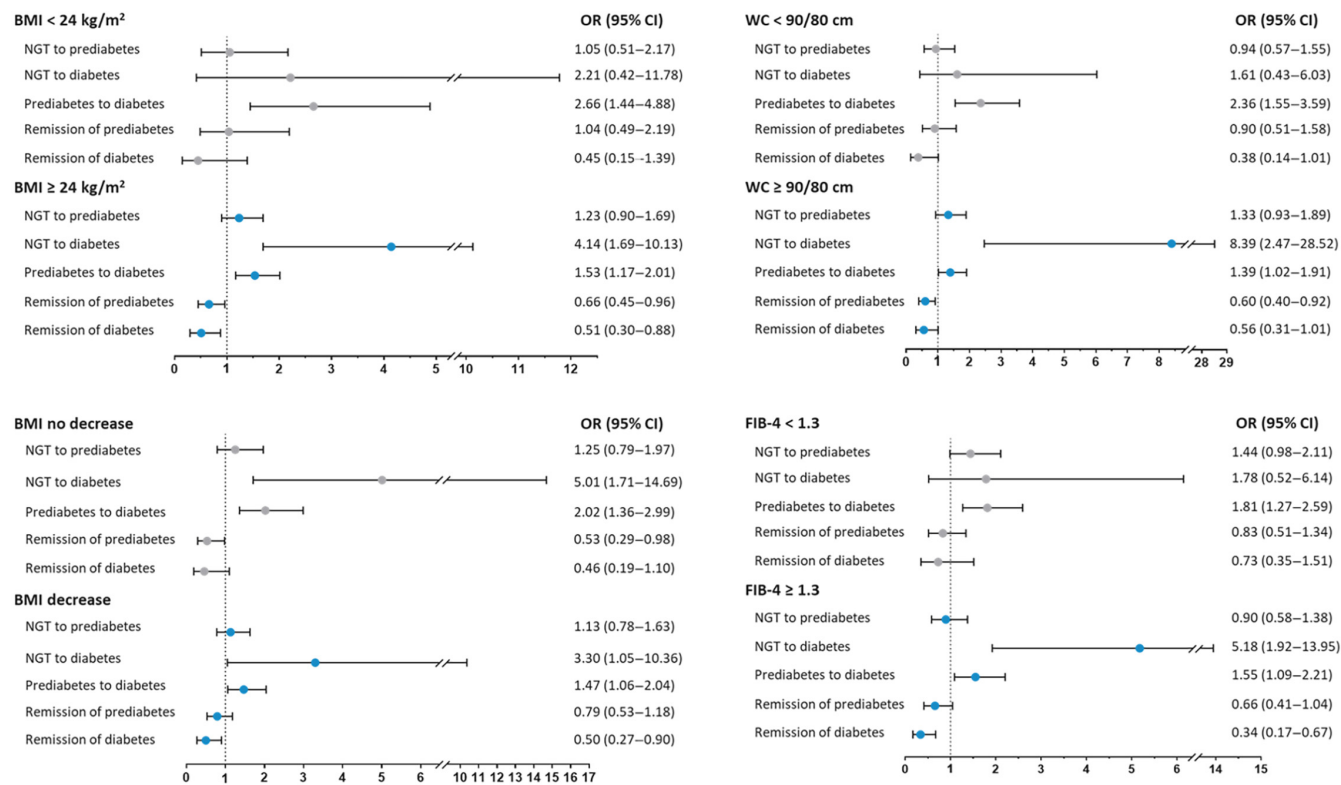 BMI < 24 kg/m²
OR (95% CI)
NGT to prediabetes
1.05 (0.51–2.17)
NGT to diabetes
2.21 (0.42–11.78)
Prediabetes to diabetes
2.66 (1.44–4.88)
Remission of prediabetes
1.04 (0.49–2.19)
Remission of diabetes
0.45 (0.15–1.39)
BMI ≥ 24 kg/m²
NGT to prediabetes
1.23 (0.90–1.69)
NGT to diabetes
4.14 (1.69–10.13)
Prediabetes to diabetes
1.53 (1.17–2.01)
Remission of prediabetes
0.66 (0.45–0.96)
Remission of diabetes
0.51 (0.30–0.88)
0 1 2 3 4 5 10 11 12
WC < 90/80 cm
OR (95% CI)
NGT to prediabetes
0.94 (0.57–1.55)
NGT to diabetes
1.61 (0.43–6.03)
Prediabetes to diabetes
2.36 (1.55–3.59)
Remission of prediabetes
0.90 (0.51–1.58)
Remission of diabetes
0.38 (0.14–1.01)
WC ≥ 90/80 cm
NGT to prediabetes
1.33 (0.93–1.89)
NGT to diabetes
8.39 (2.47–28.52)
Prediabetes to diabetes
1.39 (1.02–1.91)
Remission of prediabetes
0.60 (0.40–0.92)
Remission of diabetes
0.56 (0.31–1.01)
0 1 2 3 4 5 6 7 8 28 29
BMI no decrease
OR (95% CI)
NGT to prediabetes
1.25 (0.79–1.97)
NGT to diabetes
5.01 (1.71–14.69)
Prediabetes to diabetes
2.02 (1.36–2.99)
Remission of prediabetes
0.53 (0.29–0.98)
Remission of diabetes
0.46 (0.19–1.10)
BMI decrease
NGT to prediabetes
1.13 (0.78–1.63)
NGT to diabetes
3.30 (1.05–10.36)
Prediabetes to diabetes
1.47 (1.06–2.04)
Remission of prediabetes
0.79 (0.53–1.18)
Remission of diabetes
0.50 (0.27–0.90)
0 1 2 3 4 5 6 10 11 12 13 14 15 16 17
FIB-4 < 1.3
OR (95% CI)
NGT to prediabetes
1.44 (0.98–2.11)
NGT to diabetes
1.78 (0.52–6.14)
Prediabetes to diabetes
1.81 (1.27–2.59)
Remission of prediabetes
0.83 (0.51–1.34)
Remission of diabetes
0.73 (0.35–1.51)
FIB-4 ≥ 1.3
NGT to prediabetes
0.90 (0.58–1.38)
NGT to diabetes
5.18 (1.92–13.95)
Prediabetes to diabetes
1.55 (1.09–2.21)
Remission of prediabetes
0.66 (0.41–1.04)
Remission of diabetes
0.34 (0.17–0.67)
0 1 2 3 4 5 6 14 15